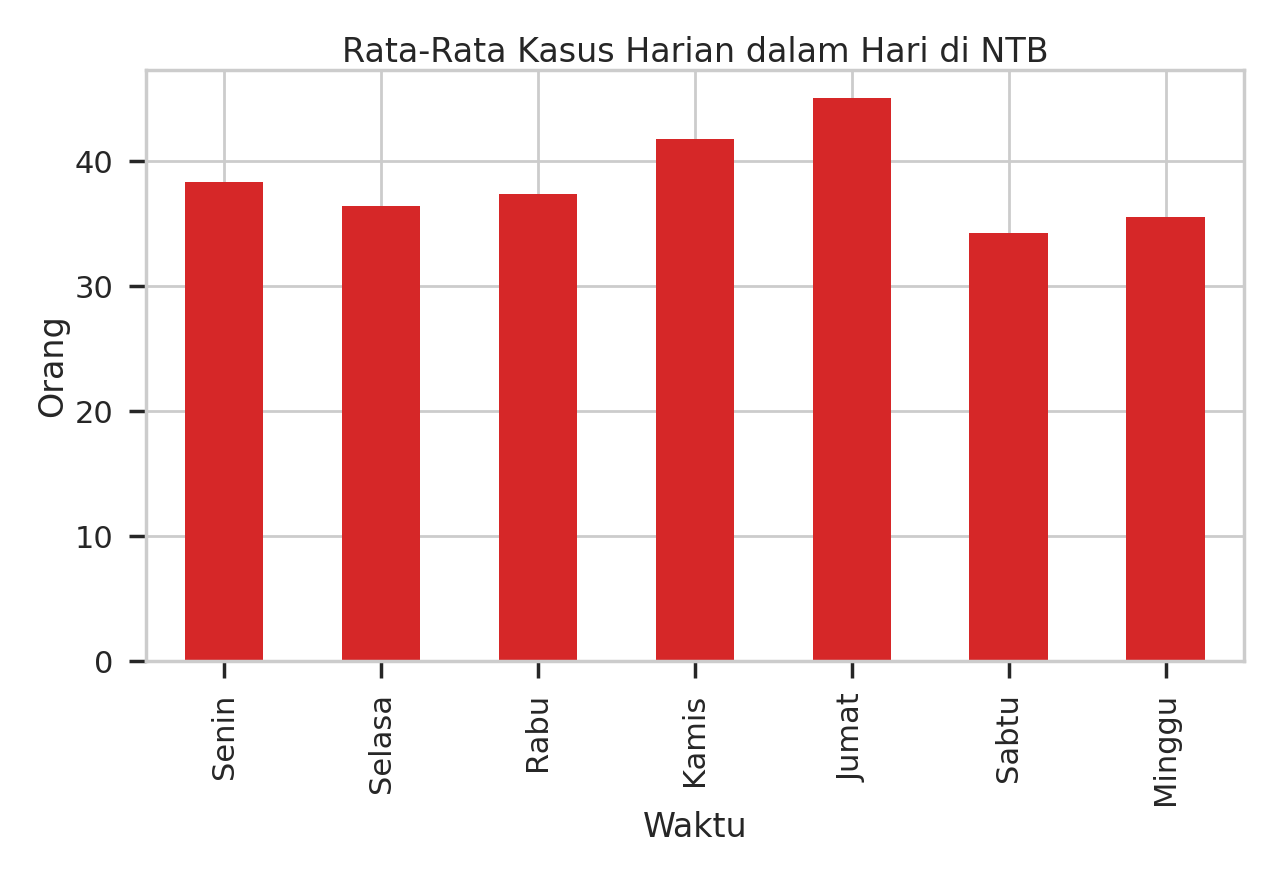 Rata-Rata Kasus Harian dalam Hari di NTB
Orang
40
30
20
10
0
Senin
Selasa
Rabu
Kamis
Jumat
Sabtu
Minggu
Waktu